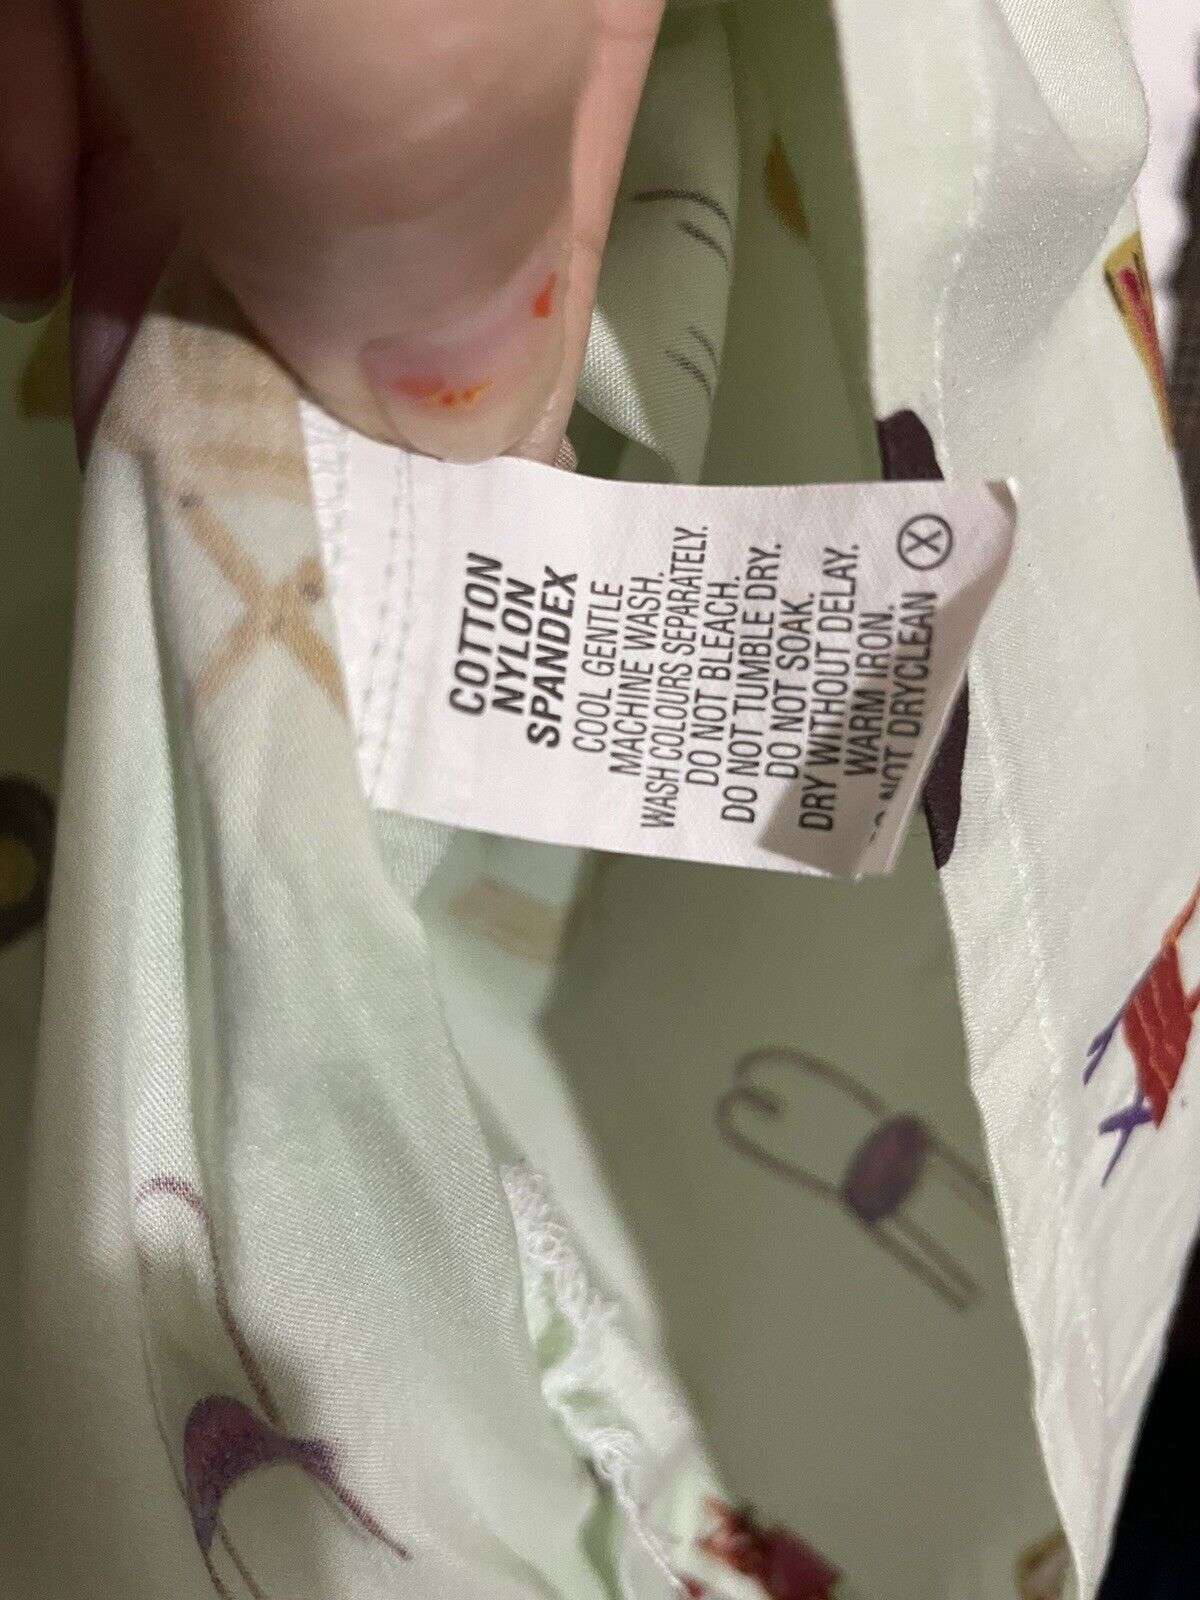 COTTON
NYLON
SPANDEX
COOL GENTLE
MACHINE WASH.
WASH COLOURS SEPARATELY.
DO NOT BLEACH.
DO NOT TUMBLE DRY.
DO NOT SOAK.
DRY WITHOUT DELAY.
WARM IRON.
DO NOT DRYCLEAN X